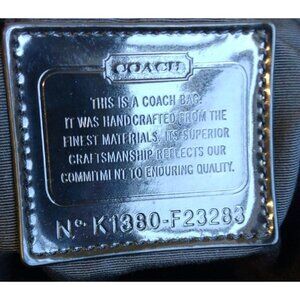 COACH
THIS IS A COACH BAG.
IT WAS HANDCRAFTED FROM THE
FINEST MATERIALS. ITS SUPERIOR
CRAFTSMANSHIP REFLECTS OUR
COMMITMENT TO ENDURING QUALITY.
Nº K1380-F23283